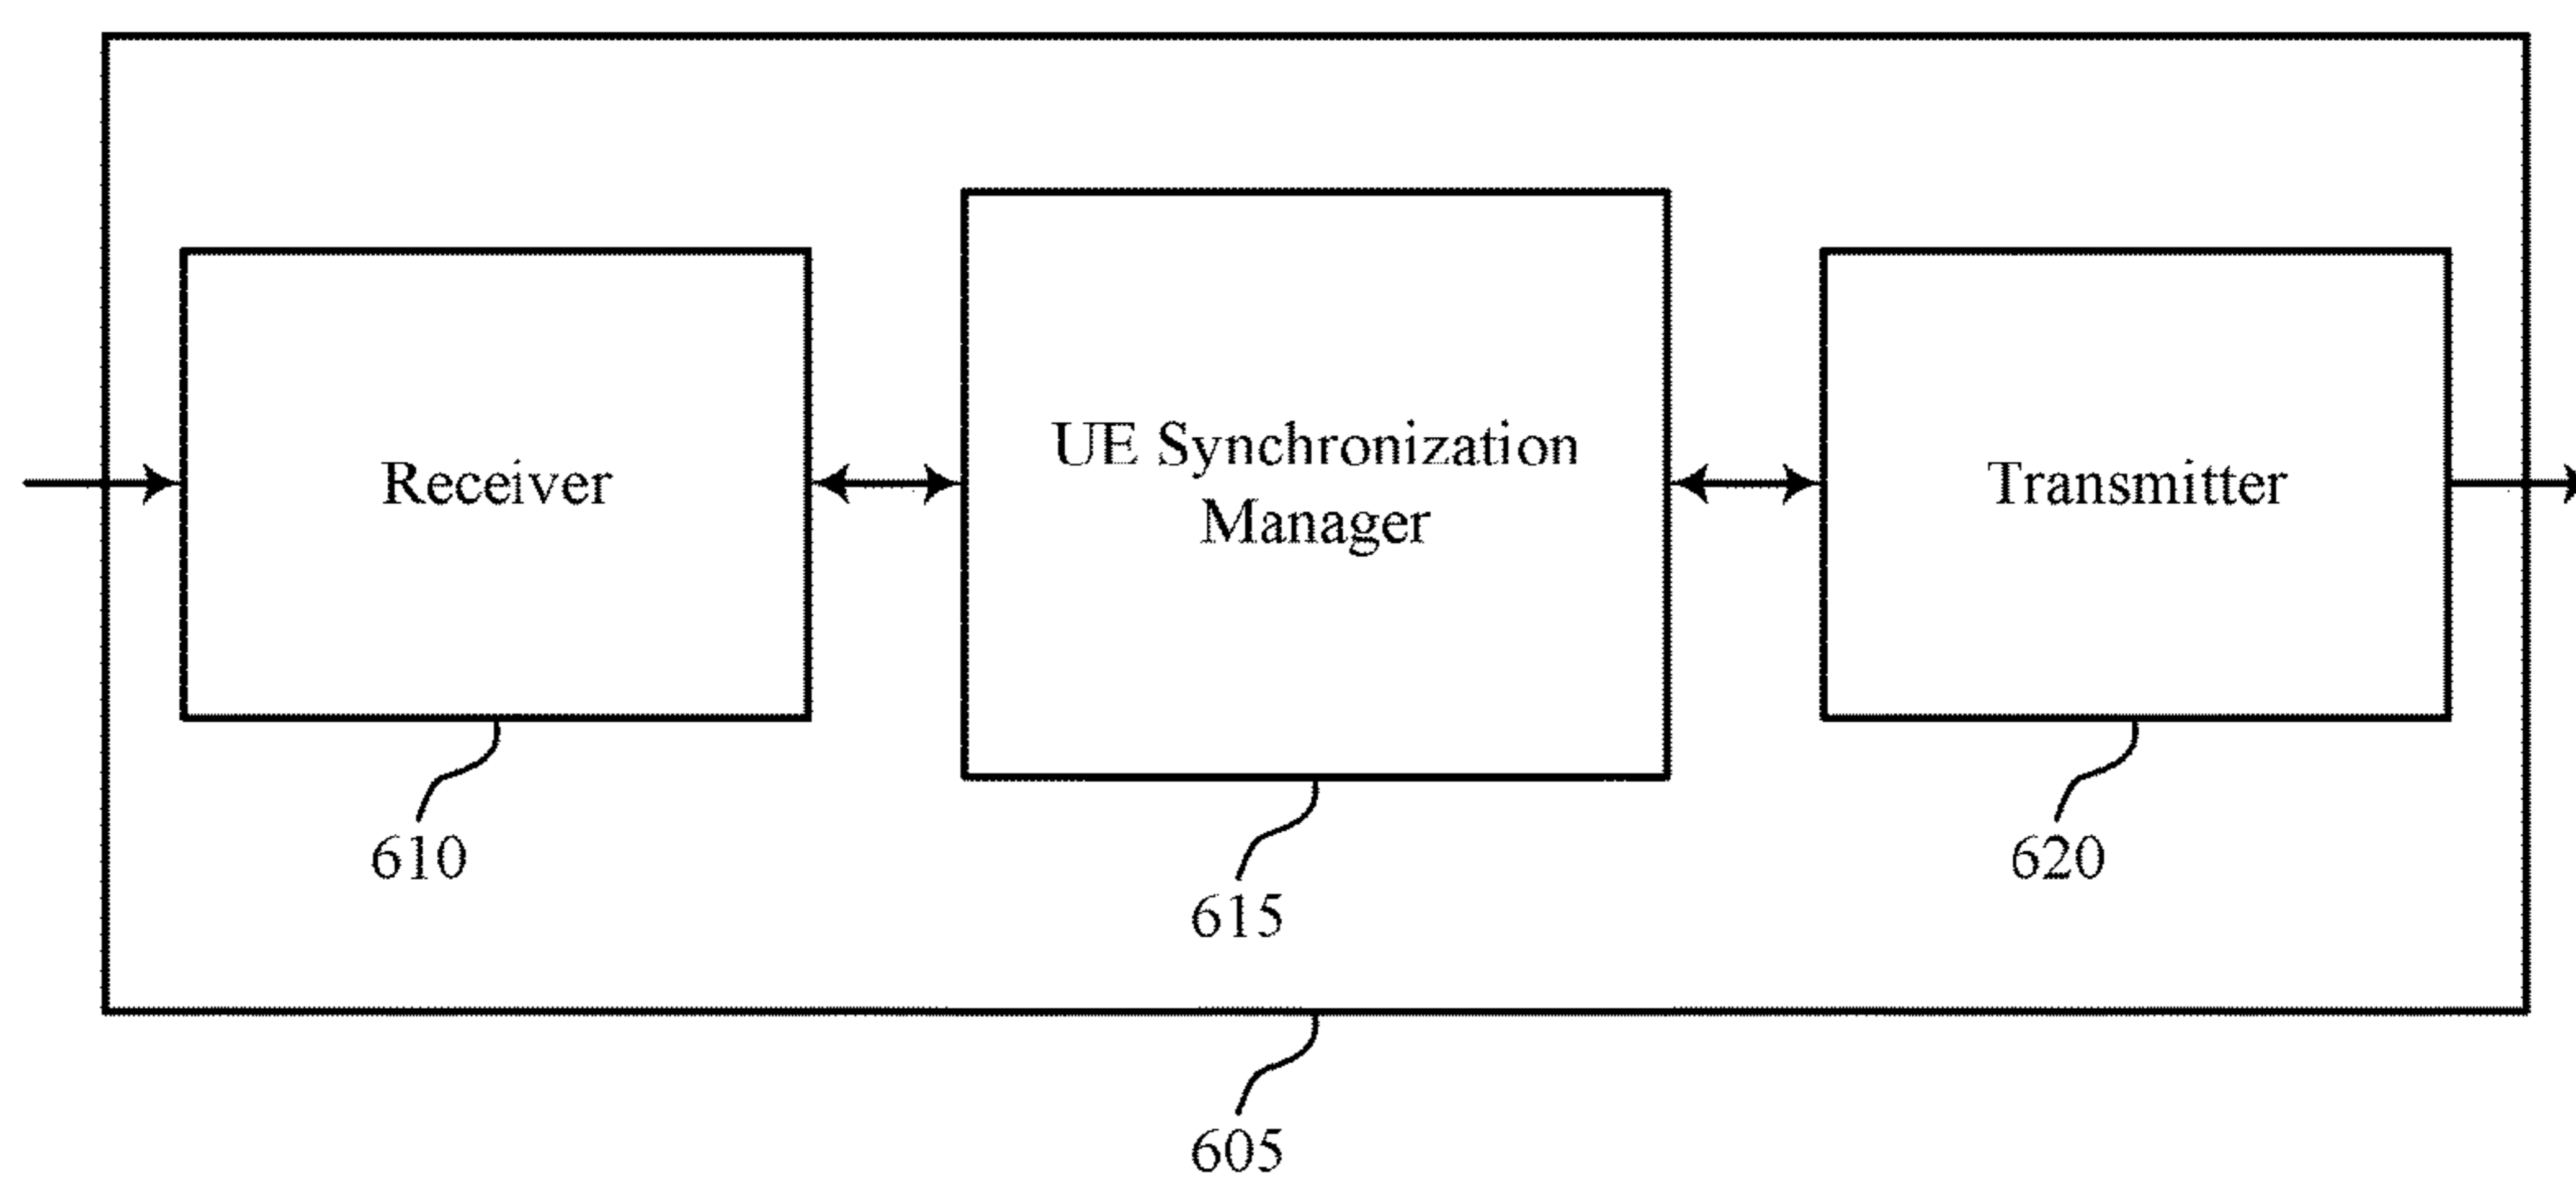 Receiver
UE Synchronization
Manager
Transmitter
610
615
620
605